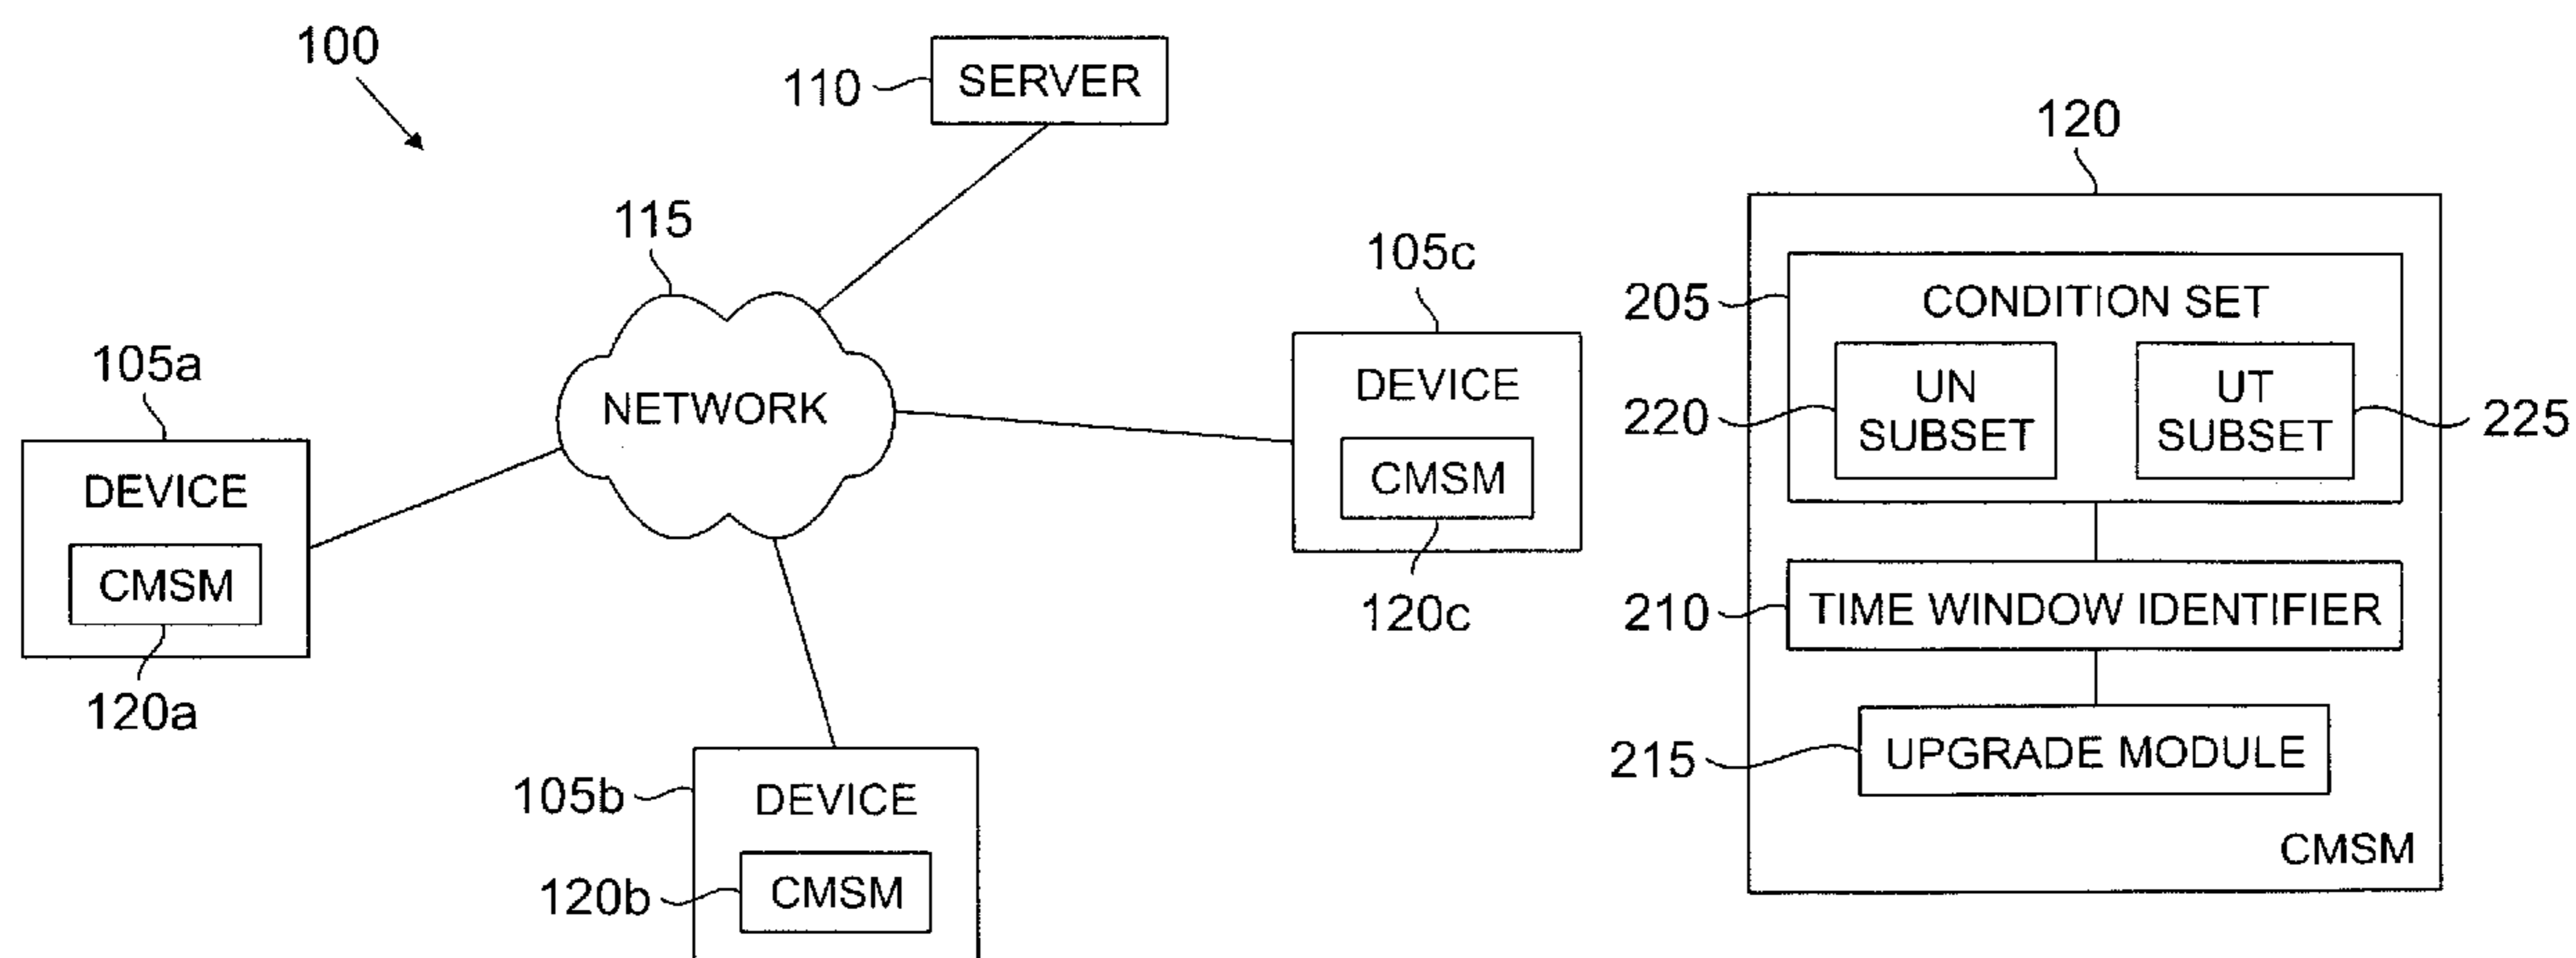 100
110
SERVER
115
NETWORK
105a
DEVICE
CMSM
120a
105b
DEVICE
120b
CMSM
105c
DEVICE
CMSM
120c
120
205
CONDITION SET
220
UN
SUBSET
UT
SUBSET
225
210
TIME WINDOW IDENTIFIER
215
UPGRADE MODULE
CMSM